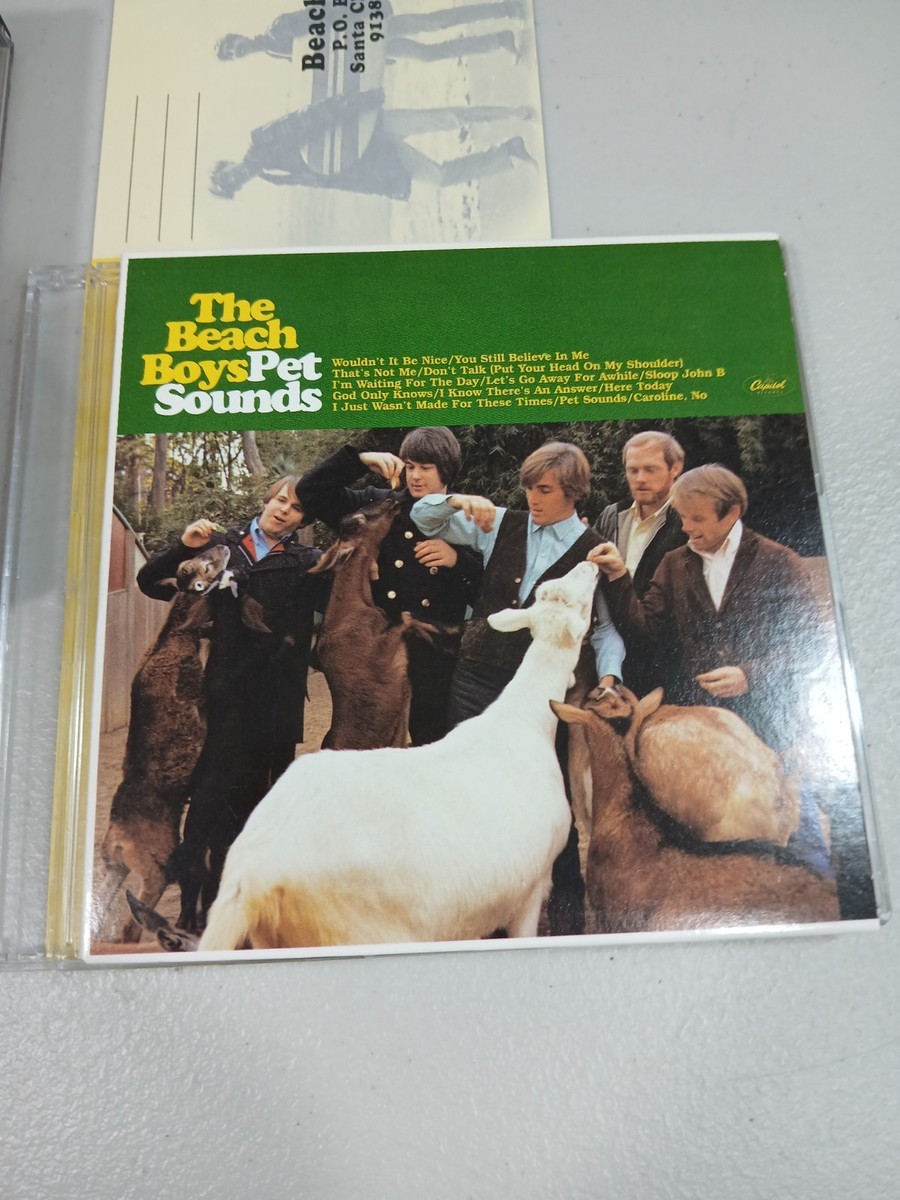 Beach
P.O.
Santa
9138
The
Beach
BoysPet
Sounds
Wouldn't It Be Nice/You Still Believe In Me
That's Not Me/Don't Talk (Put Your Head On My Shoulder)
I'm Waiting For The Day/Let's Go Away For Awhile/Sloop John B
God Only Knows/I Know There's An Answer/Here Today
I Just Wasn't Made For These Times/Pet Sounds/Caroline, No
Capitol